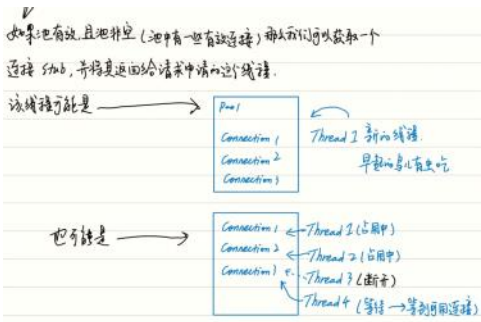 如果池有效,且池非空(池中有一些有效连接)那么我们可以获取一个
连接 stub,并将其返回给请求申请的这个线程.
该线程可能是
Pool
Connection 1
Connection 2
Connection 3
Thread 1 新的线程.
早起的鸟儿有虫吃
也可能是
Connection 1
Connection 2
Connection 3
Thread 1 (占用中)
Thread 2 (占用中)
Thread 3 (断开)
Thread 4 (等待→等到可用连接)